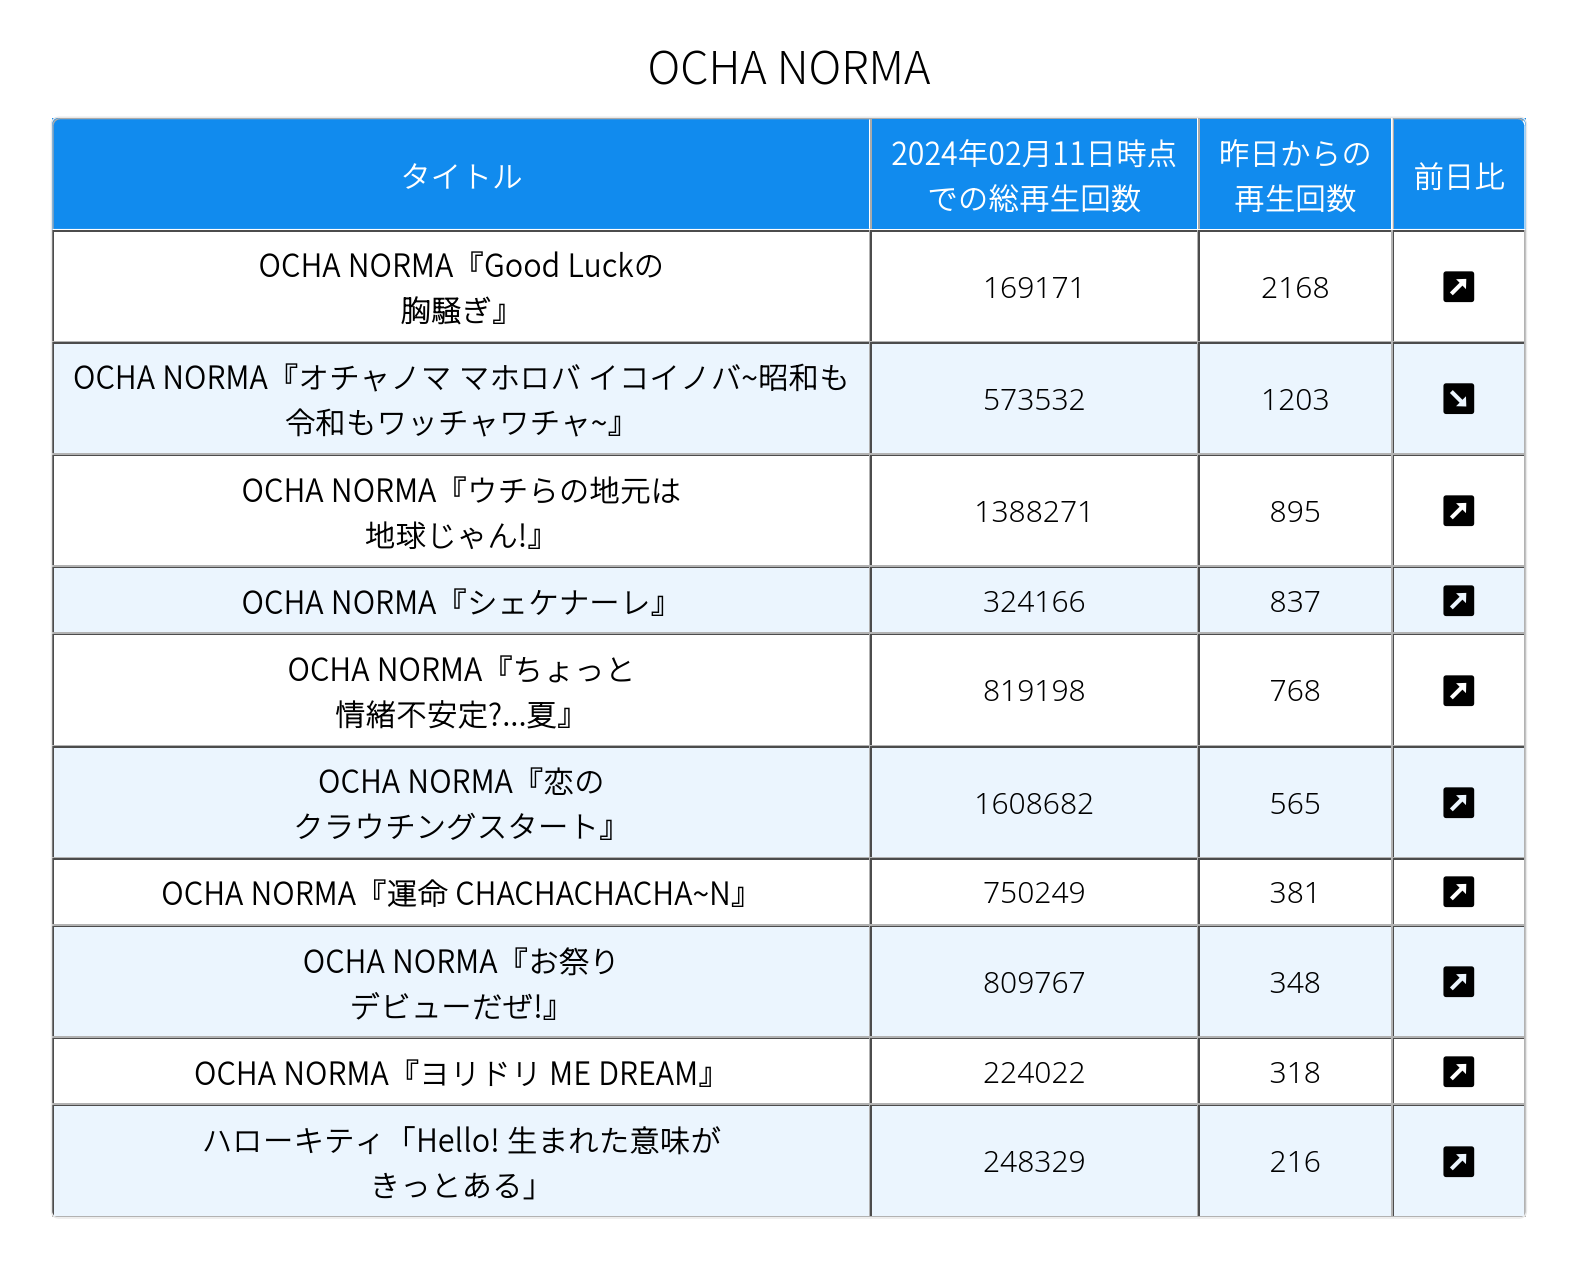 OCHA NORMA
タイトル
2024年02月11日時点
での総再生回数
昨日からの
再生回数
前日比
OCHA NORMA『Good Luckの
胸騒ぎ』
169171
2168
OCHA NORMA『オチャノマ マホロバ イコイノバ~昭和も
令和もワッチャワチャ~』
573532
1203
OCHA NORMA『ウチらの地元は
地球じゃん!』
1388271
895
OCHA NORMA『シェケナーレ』
324166
837
OCHA NORMA『ちょっと
情緒不安定?...夏』
819198
768
OCHA NORMA『恋の
クラウチングスタート』
1608682
565
OCHA NORMA『運命 CHACHACHACHA~N』
750249
381
OCHA NORMA『お祭り
デビューだぜ!』
809767
348
OCHA NORMA『ヨリドリ ME DREAM』
224022
318
ハローキティ「Hello! 生まれた意味が
きっとある」
248329
216